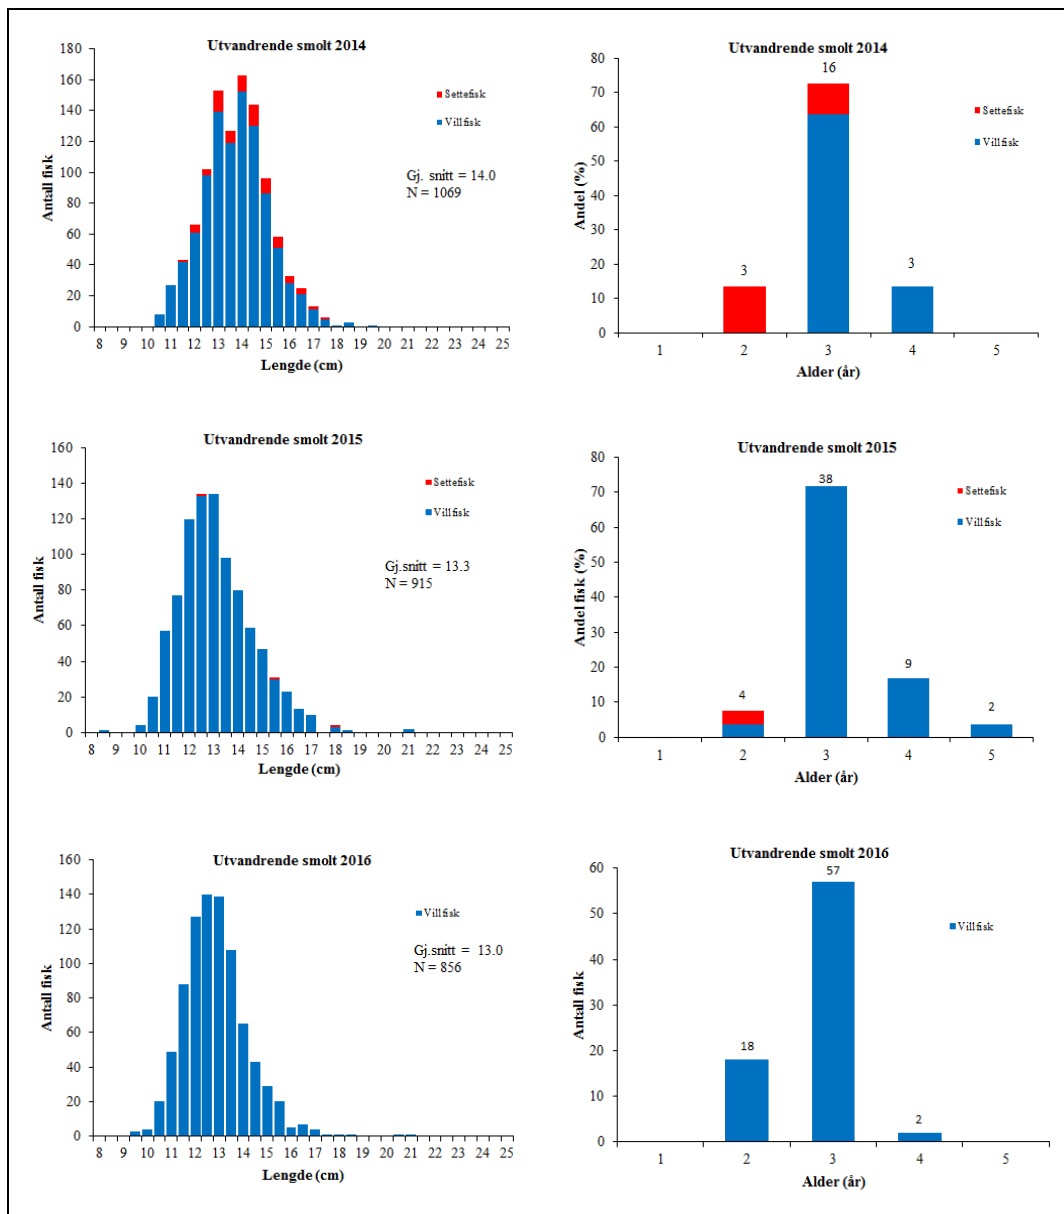 Utvandrende smolt 2014
180
160
140
120
100
80
60
40
20
0
Antall fisk
Settefisk
Villfisk
Gj. snitt = 14.0
N = 1069
8 9 10 11 12 13 14 15 16 17 18 19 20 21 22 23 24 25
Lengde (cm)
Utvandrende smolt 2014
80
70
60
50
40
30
20
10
0
Andel (%)
16
3
3
Settefisk
Villfisk
1 2 3 4 5
Alder (år)
Utvandrende smolt 2015
160
140
120
100
80
60
40
20
0
Antall fisk
Settefisk
Villfisk
Gj.snitt = 13.3
N = 915
8 9 10 11 12 13 14 15 16 17 18 19 20 21 22 23 24 25
Lengde (cm)
Utvandrende smolt 2015
80
70
60
50
40
30
20
10
0
Andel fisk (%)
38
4
9
2
Settefisk
Villfisk
1 2 3 4 5
Alder (år)
Utvandrende smolt 2016
160
140
120
100
80
60
40
20
0
Antall fisk
Villfisk
Gj.snitt = 13.0
N = 856
8 9 10 11 12 13 14 15 16 17 18 19 20 21 22 23 24 25
Lengde (cm)
Utvandrende smolt 2016
60
50
40
30
20
10
0
Antall fisk
57
18
2
Villfisk
1 2 3 4 5
Alder (år)